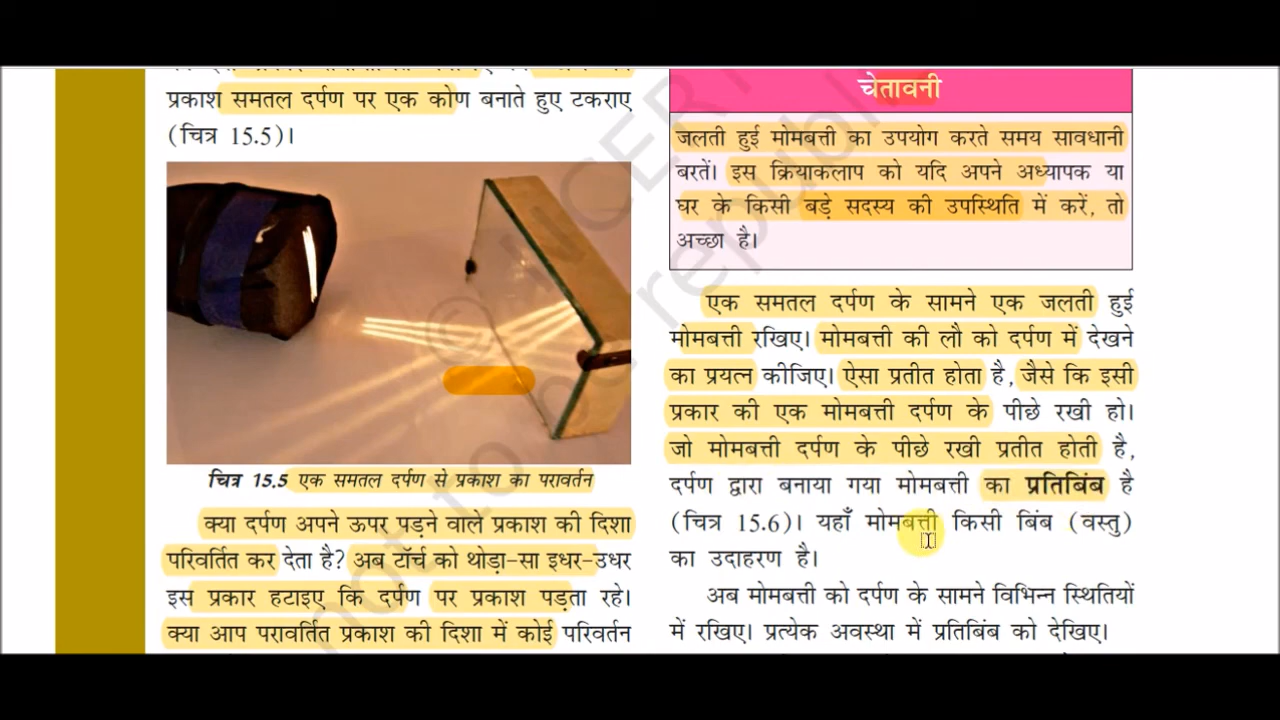 प्रकाश समतल दर्पण पर एक कोण बनाते हुए टकराए
(चित्र 15.5)।
चित्र 15.5 एक समतल दर्पण से प्रकाश का परावर्तन
क्या दर्पण अपने ऊपर पड़ने वाले प्रकाश की दिशा
परिवर्तित कर देता है? अब टॉर्च को थोड़ा-सा इधर-उधर
इस प्रकार हटाइए कि दर्पण पर प्रकाश पड़ता रहे।
क्या आप परावर्तित प्रकाश की दिशा में कोई परिवर्तन
चेतावनी
जलती हुई मोमबत्ती का उपयोग करते समय सावधानी
बरतें। इस क्रियाकलाप को यदि अपने अध्यापक या
घर के किसी बड़े सदस्य की उपस्थिति में करें, तो
अच्छा है।
एक समतल दर्पण के सामने एक जलती हुई
मोमबत्ती रखिए। मोमबत्ती की लौ को दर्पण में देखने
का प्रयत्न कीजिए। ऐसा प्रतीत होता है, जैसे कि इसी
प्रकार की एक मोमबत्ती दर्पण के पीछे रखी हो।
जो मोमबत्ती दर्पण के पीछे रखी प्रतीत होती है,
दर्पण द्वारा बनाया गया मोमबत्ती का प्रतिबिंब है
(चित्र 15.6)। यहाँ मोमबत्ती किसी बिंब (वस्तु)
का उदाहरण है।
अब मोमबत्ती को दर्पण के सामने विभिन्न स्थितियों
में रखिए। प्रत्येक अवस्था में प्रतिबिंब को देखिए।
© NCERT
not to republ